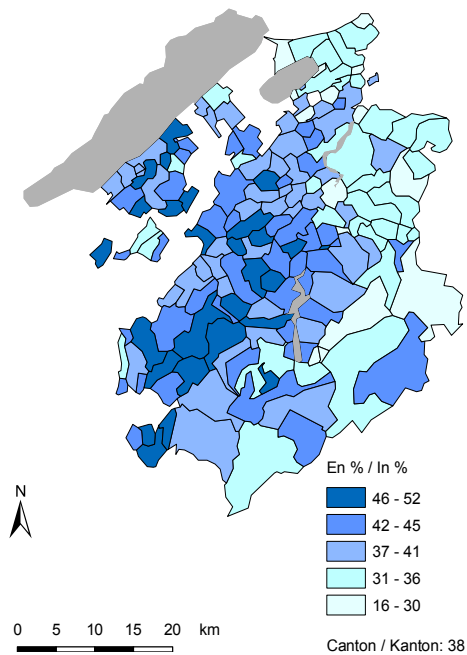 N
En % / In %
46 - 52
42 - 45
37 - 41
31 - 36
16 - 30
0 5 10 15 20 km
Canton / Kanton: 38